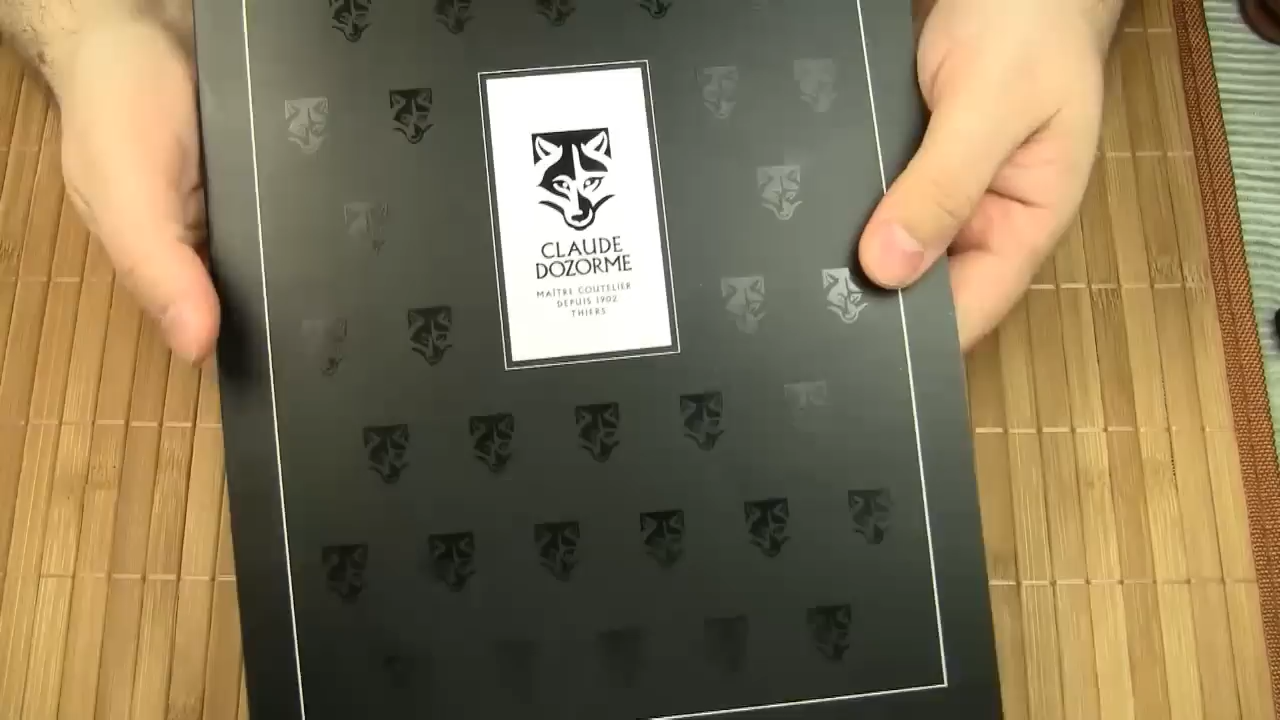 CLAUDE
DOZORME
MAÎTRE COUTELIER
DEPUIS 1902
THIERS